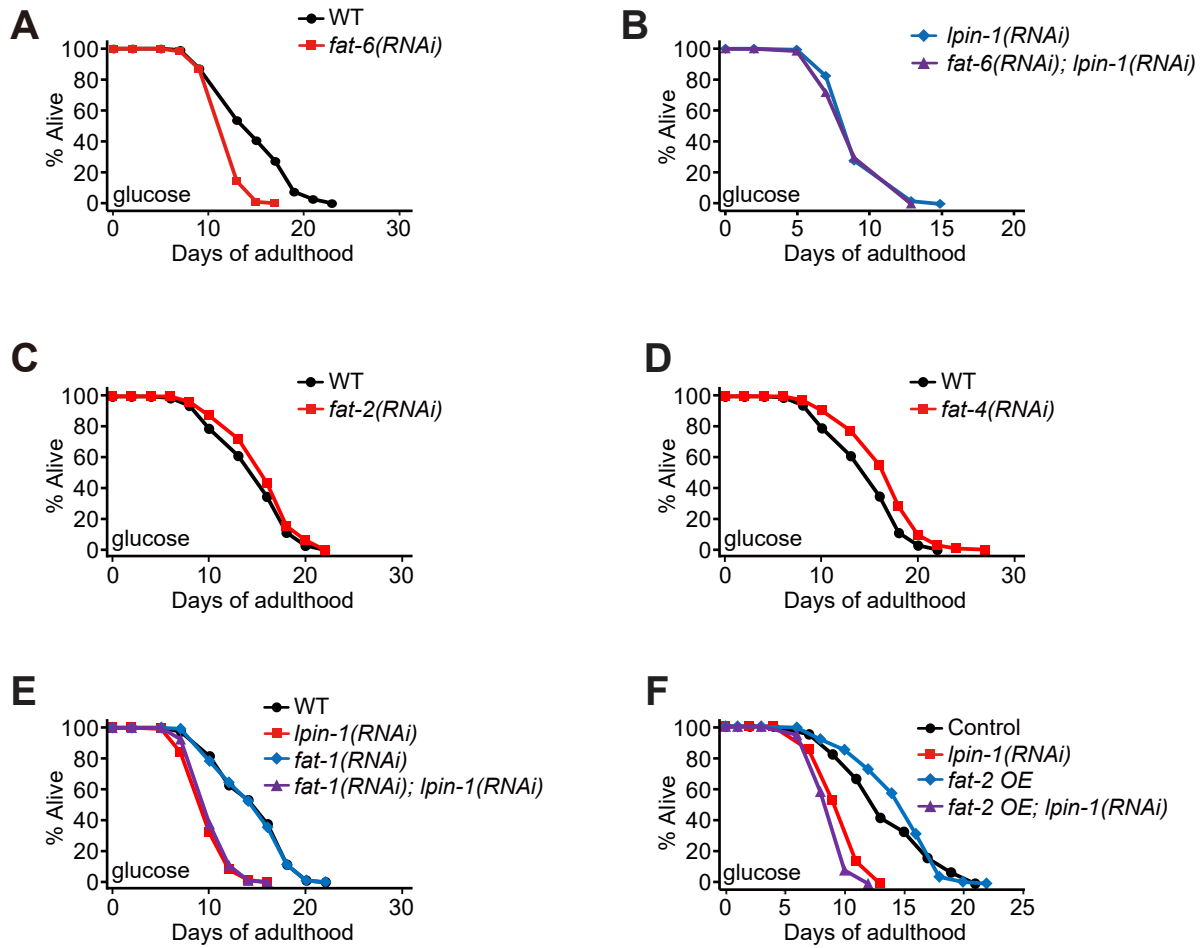 A
WT
fat-6(RNAi)
% Alive
100
80
60
40
20
0
glucose
0
10
20
30
Days of adulthood
B
lpin-1(RNAi)
fat-6(RNAi); lpin-1(RNAi)
% Alive
100
80
60
40
20
0
glucose
0
5
10
15
20
Days of adulthood
C
WT
fat-2(RNAi)
% Alive
100
80
60
40
20
0
glucose
0
10
20
30
Days of adulthood
D
WT
fat-4(RNAi)
% Alive
100
80
60
40
20
0
glucose
0
10
20
30
Days of adulthood
E
WT
lpin-1(RNAi)
fat-1(RNAi)
fat-1(RNAi); lpin-1(RNAi)
% Alive
100
80
60
40
20
0
glucose
0
10
20
30
Days of adulthood
F
Control
lpin-1(RNAi)
fat-2 OE
fat-2 OE; lpin-1(RNAi)
% Alive
100
80
60
40
20
0
glucose
0
5
10
15
20
25
Days of adulthood